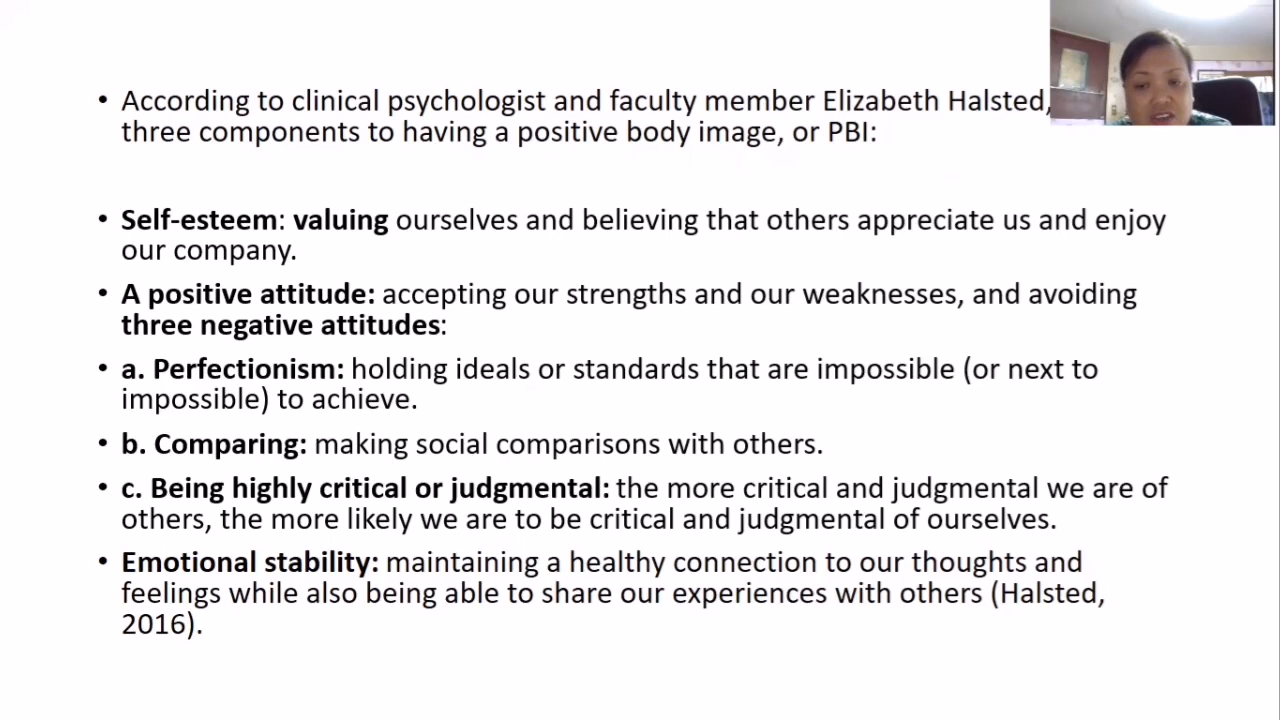 • According to clinical psychologist and faculty member Elizabeth Halsted,
three components to having a positive body image, or PBI:
• Self-esteem: valuing ourselves and believing that others appreciate us and enjoy
our company.
• A positive attitude: accepting our strengths and our weaknesses, and avoiding
three negative attitudes:
• a. Perfectionism: holding ideals or standards that are impossible (or next to
impossible) to achieve.
• b. Comparing: making social comparisons with others.
• c. Being highly critical or judgmental: the more critical and judgmental we are of
others, the more likely we are to be critical and judgmental of ourselves.
• Emotional stability: maintaining a healthy connection to our thoughts and
feelings while also being able to share our experiences with others (Halsted,
2016).